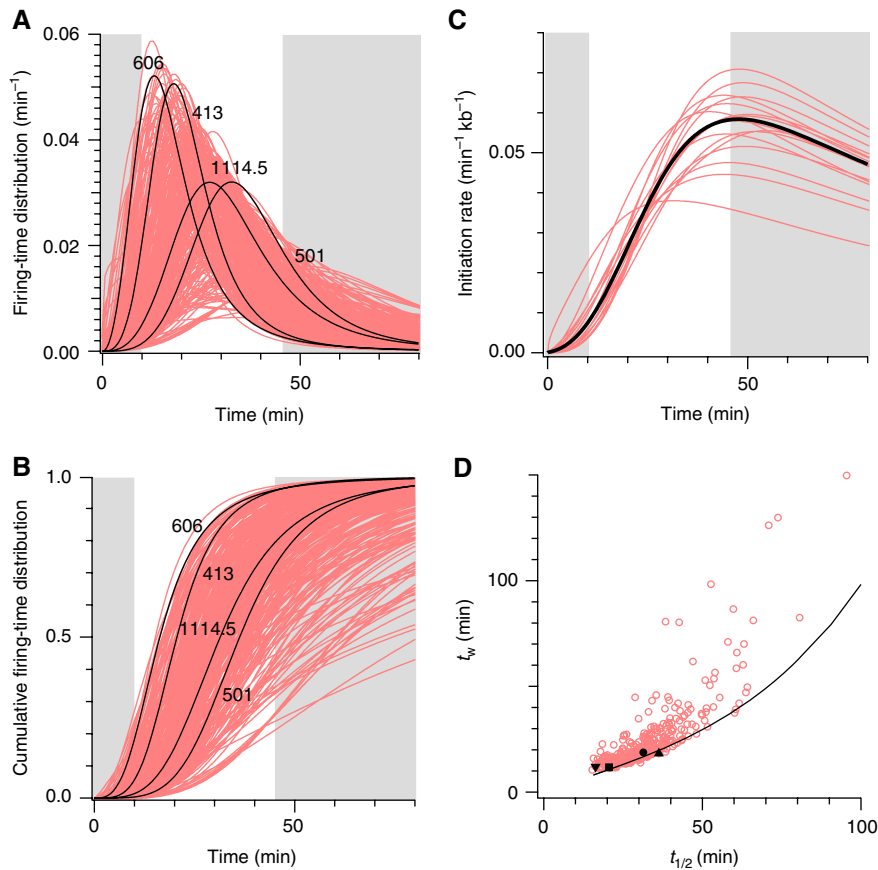 A
Firing-time distribution (min⁻¹)
0.06
0.04
0.02
0.00
606
413
1114.5
501
0
50
Time (min)
C
Initiation rate (min⁻¹ kb⁻¹)
0.05
0.00
0
50
Time (min)
B
Cumulative firing-time distribution
1.0
0.5
0.0
606
413
1114.5
501
0
50
Time (min)
D
t_w (min)
100
0
0
50
100
t_1/2 (min)